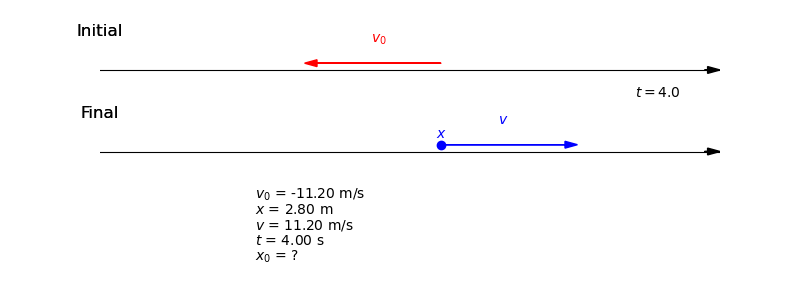 Initial
v₀
t = 4.0
Final
v
x
v₀ = -11.20 m/s
x = 2.80 m
v = 11.20 m/s
t = 4.00 s
x₀ = ?